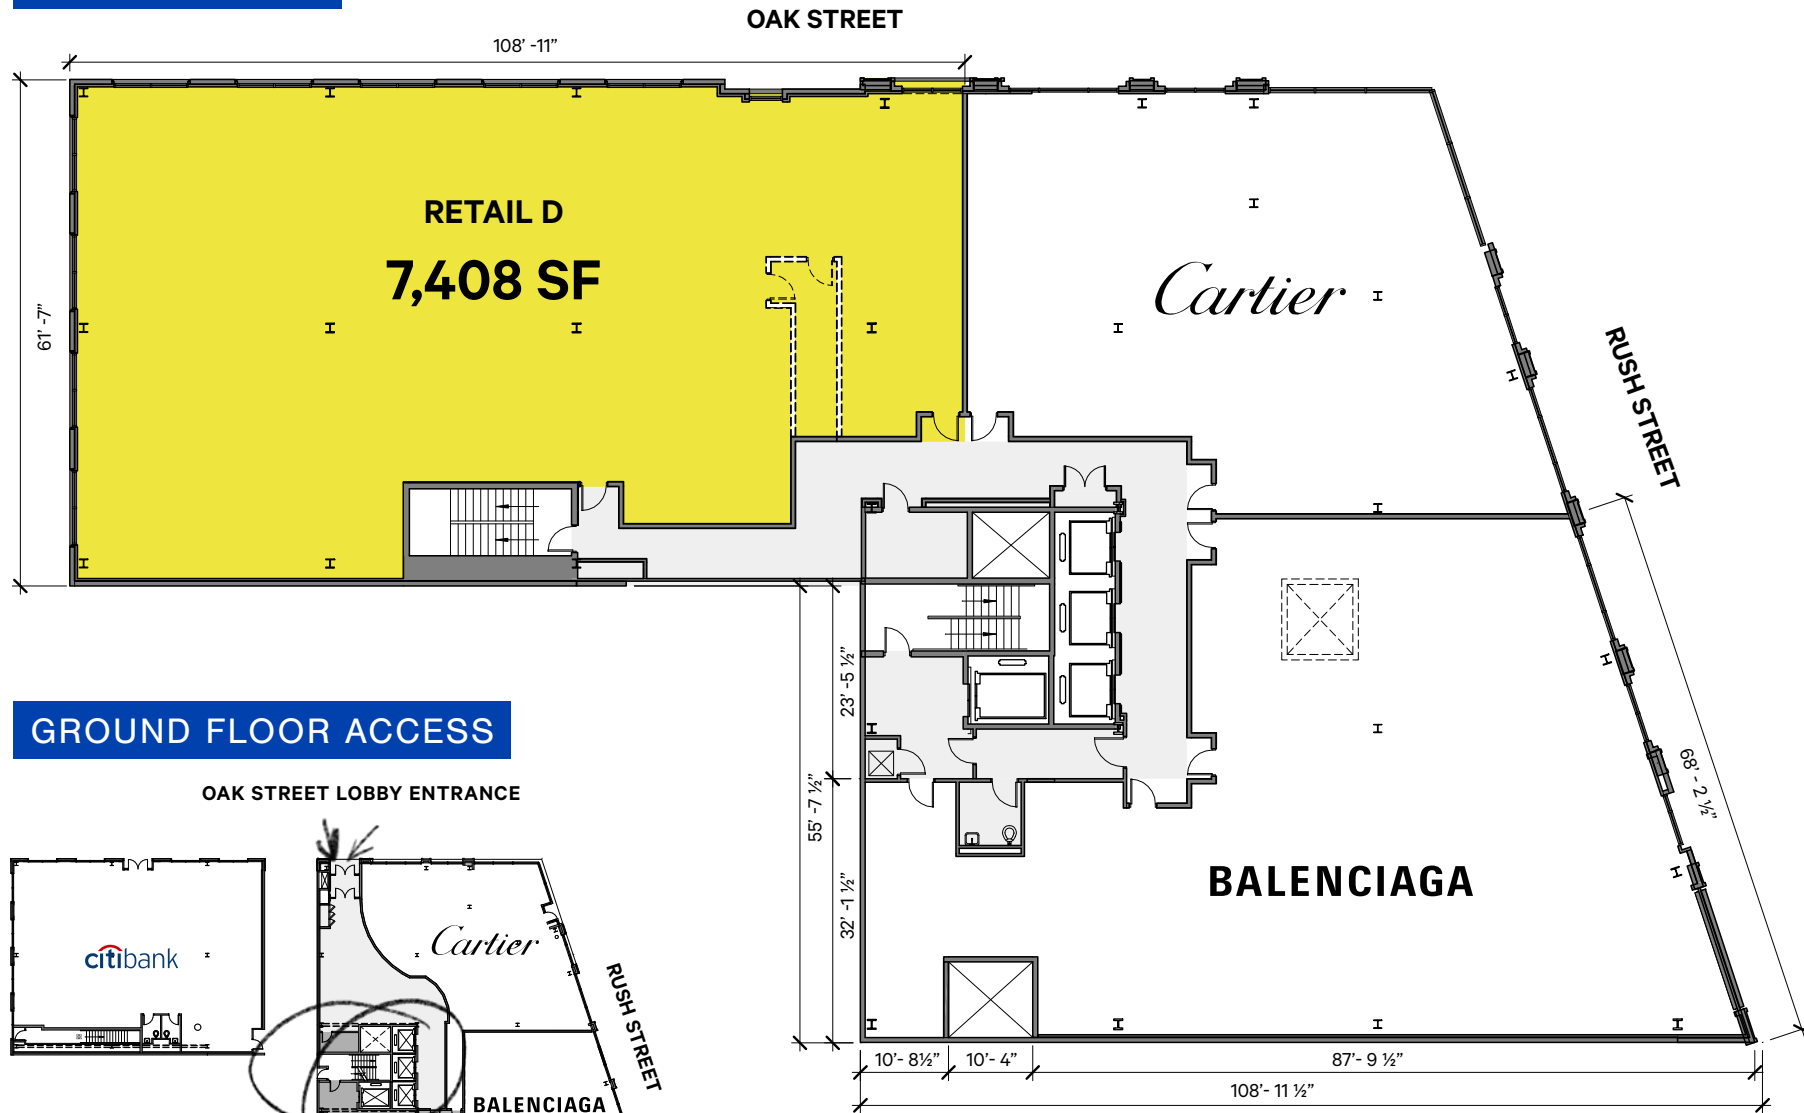 OAK STREET
108' -11"
61' -7"
RETAIL D
7,408 SF
Cartier
RUSH STREET
68' - 2 ½"
23' -5 ½"
55' -7 ½"
32' -1 ½"
BALENCIAGA
10'- 8½"
10'- 4"
87'- 9 ½"
108'- 11 ½"
GROUND FLOOR ACCESS
OAK STREET LOBBY ENTRANCE
citibank
Cartier
RUSH STREET
BALENCIAGA